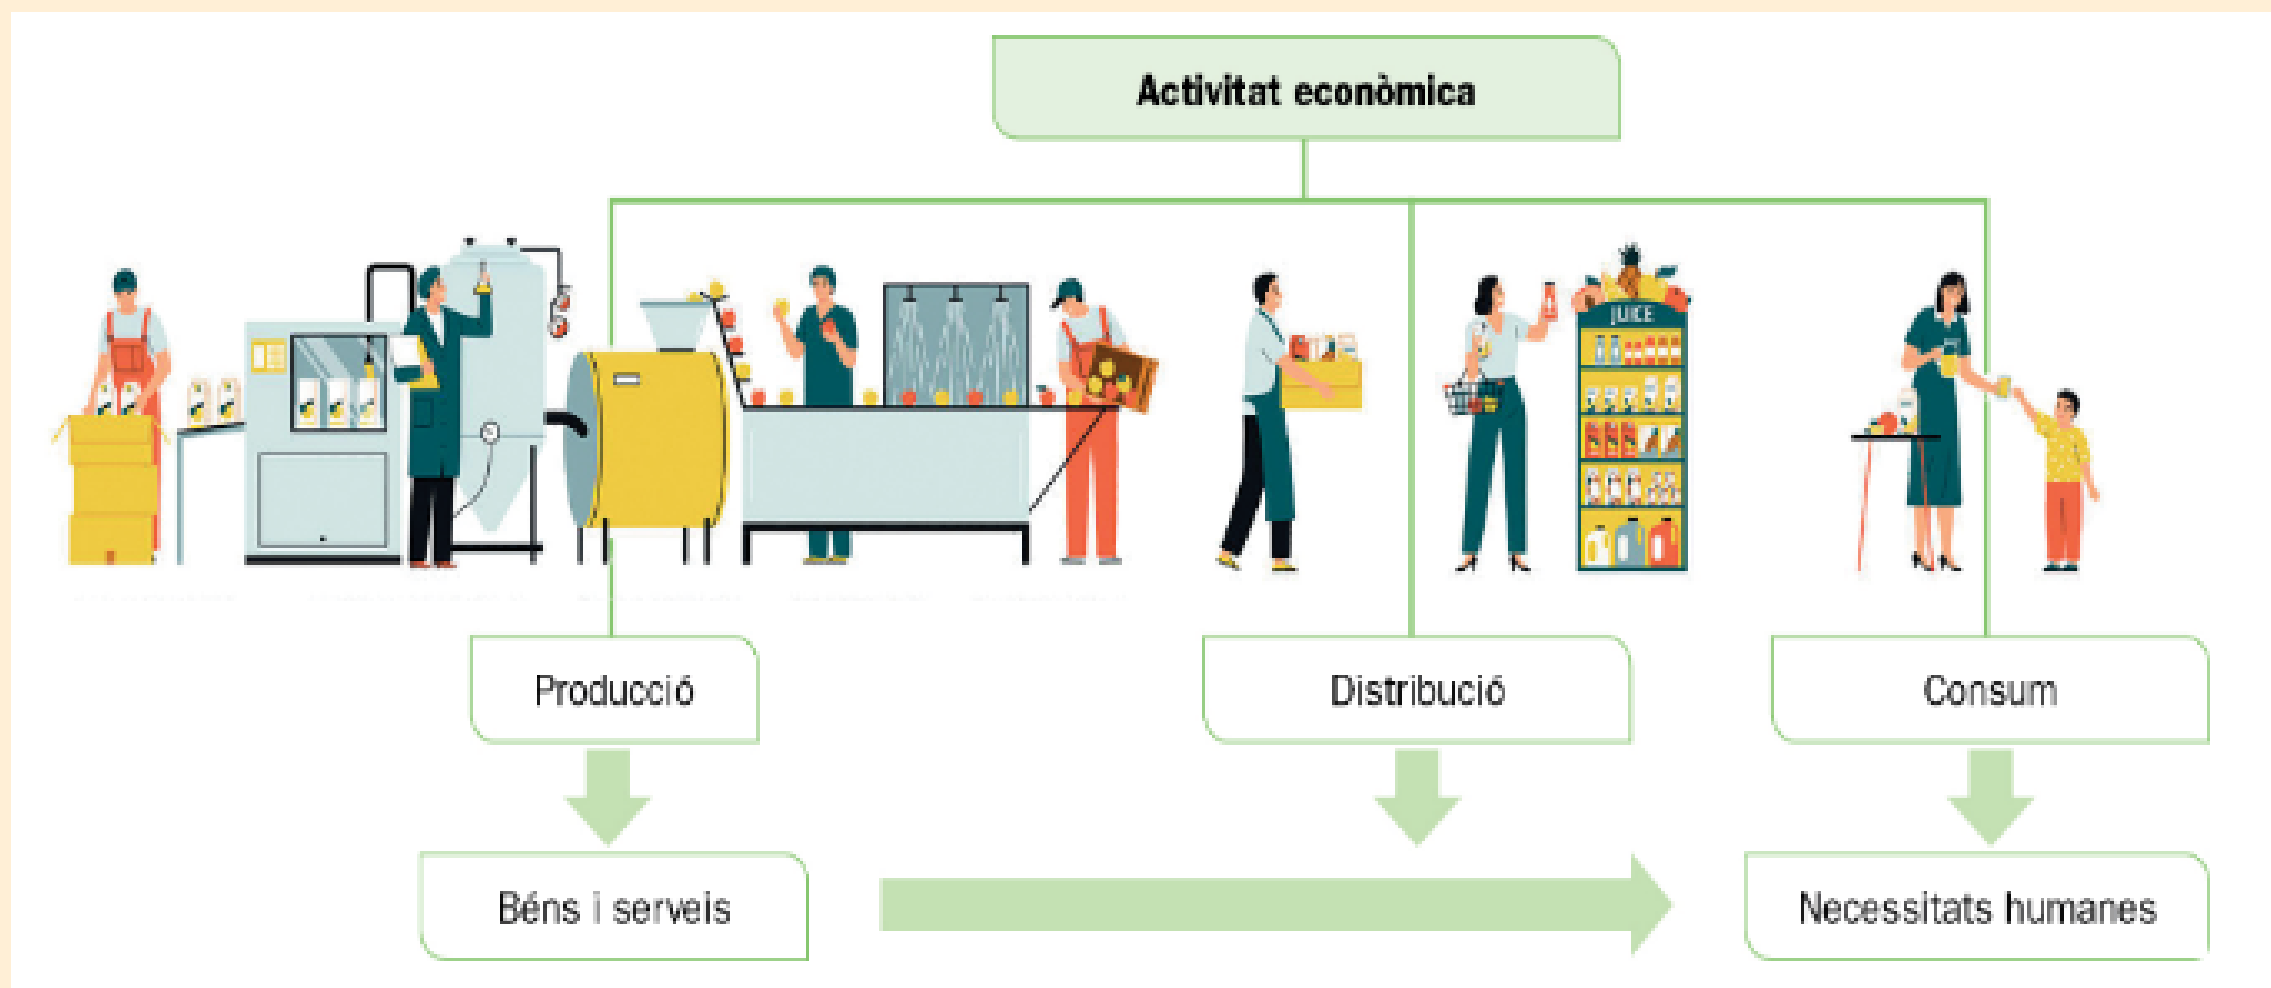 Activitat econòmica
JUICE
Producció
Distribució
Consum
Béns i serveis
Necessitats humanes